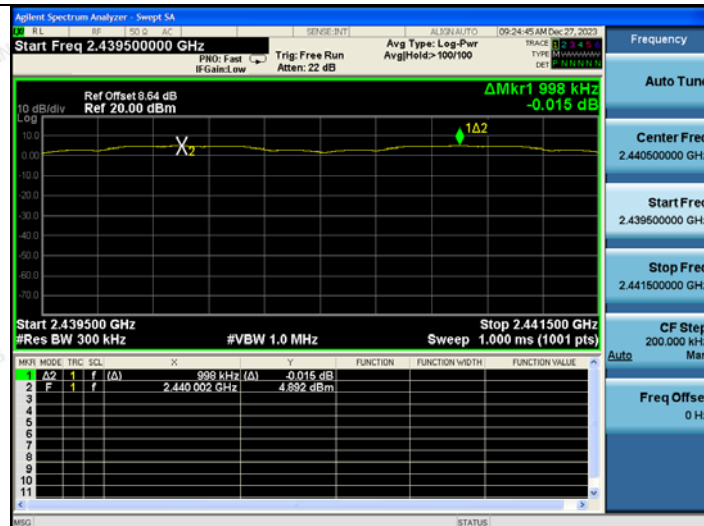 Agilent Spectrum Analyzer - Swept SA
RL RF 50 Ω AC SENSE:INT ALIGN AUTO 09:24:45 AM Dec 27, 2023
Start Freq 2.439500000 GHz
PNO: Fast
IFGain:Low
Trig: Free Run
Atten: 22 dB
Avg Type: Log-Pwr
Avg|Hold:>100/100
TRACE 1 2 3 4 5 6
TYPE MWWWWW
DET P N N N N N
ΔMkr1 998 kHz
-0.015 dB
Ref Offset 8.64 dB
Ref 20.00 dBm
10 dB/div
Log
10.0
0.00
-10.0
-20.0
-30.0
-40.0
-50.0
-60.0
-70.0
X2
1Δ2
Start 2.439500 GHz
Stop 2.441500 GHz
#Res BW 300 kHz
#VBW 1.0 MHz
Sweep 1.000 ms (1001 pts)
MKR MODE TRC SCL X Y FUNCTION FUNCTION WIDTH FUNCTION VALUE
1 Δ2 1 f (Δ) 998 kHz (Δ) -0.015 dB
2 F 1 f 2.440 002 GHz 4.892 dBm
3
4
5
6
7
8
9
10
11
MSG
STATUS
Frequency
Auto Tune
Center Freq
2.440500000 GHz
Start Freq
2.439500000 GHz
Stop Freq
2.441500000 GHz
CF Step
200.000 kHz
Auto Man
Freq Offset
0 Hz